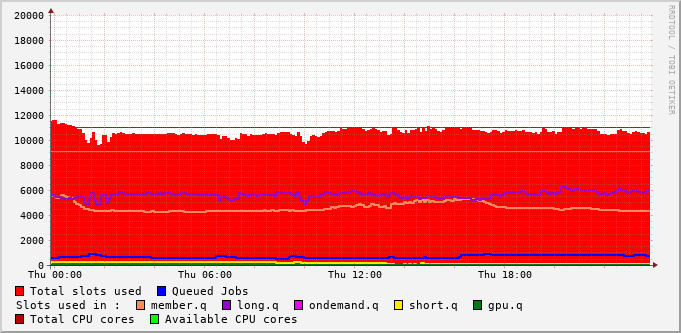 20000
18000
16000
14000
12000
10000
8000
6000
4000
2000
0
Thu 00:00 Thu 06:00 Thu 12:00 Thu 18:00
RRDTOOL / TOBI OETIKER
Total slots used Queued Jobs
Slots used in : member.q long.q ondemand.q short.q gpu.q
Total CPU cores Available CPU cores